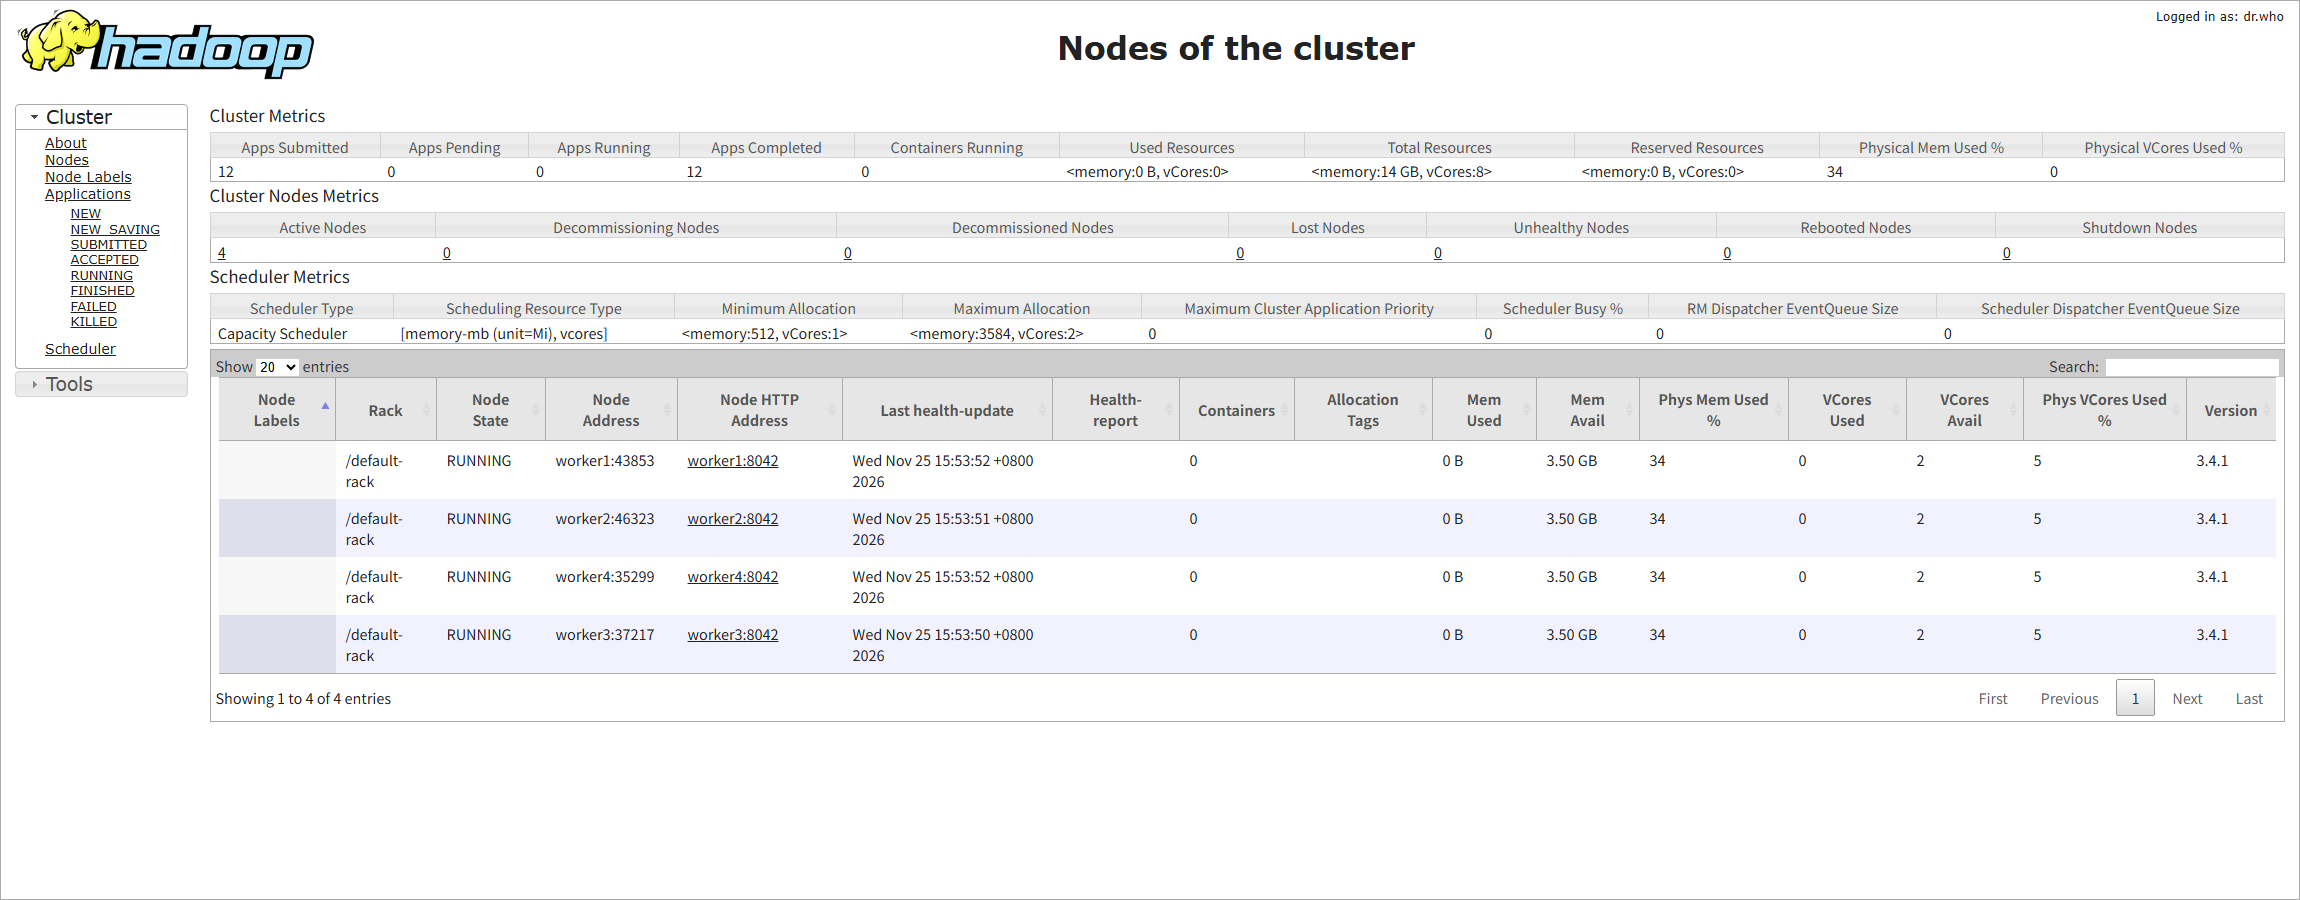 hadoop
Nodes of the cluster
Logged in as: dr.who
Cluster
About
Nodes
Node Labels
Applications
NEW
NEW_SAVING
SUBMITTED
ACCEPTED
RUNNING
FINISHED
FAILED
KILLED
Scheduler
Tools
Cluster Metrics
Apps Submitted Apps Pending Apps Running Apps Completed Containers Running Used Resources Total Resources Reserved Resources Physical Mem Used % Physical VCores Used %
12 0 0 12 0 <memory:0 B, vCores:0> <memory:14 GB, vCores:8> <memory:0 B, vCores:0> 34 0
Cluster Nodes Metrics
Active Nodes Decommissioning Nodes Decommissioned Nodes Lost Nodes Unhealthy Nodes Rebooted Nodes Shutdown Nodes
4 0 0 0 0 0 0
Scheduler Metrics
Scheduler Type Scheduling Resource Type Minimum Allocation Maximum Allocation Maximum Cluster Application Priority Scheduler Busy % RM Dispatcher EventQueue Size Scheduler Dispatcher EventQueue Size
Capacity Scheduler [memory-mb (unit=Mi), vcores] <memory:512, vCores:1> <memory:3584, vCores:2> 0 0 0 0
Show 20 entries Search:
Node Labels Rack Node State Node Address Node HTTP Address Last health-update Health-report Containers Allocation Tags Mem Used Mem Avail Phys Mem Used % VCores Used VCores Avail Phys VCores Used % Version
/default-rack RUNNING worker1:43853 worker1:8042 Wed Nov 25 15:53:52 +0800 2026 0 0 B 3.50 GB 34 0 2 5 3.4.1
/default-rack RUNNING worker2:46323 worker2:8042 Wed Nov 25 15:53:51 +0800 2026 0 0 B 3.50 GB 34 0 2 5 3.4.1
/default-rack RUNNING worker4:35299 worker4:8042 Wed Nov 25 15:53:52 +0800 2026 0 0 B 3.50 GB 34 0 2 5 3.4.1
/default-rack RUNNING worker3:37217 worker3:8042 Wed Nov 25 15:53:50 +0800 2026 0 0 B 3.50 GB 34 0 2 5 3.4.1
Showing 1 to 4 of 4 entries First Previous 1 Next Last